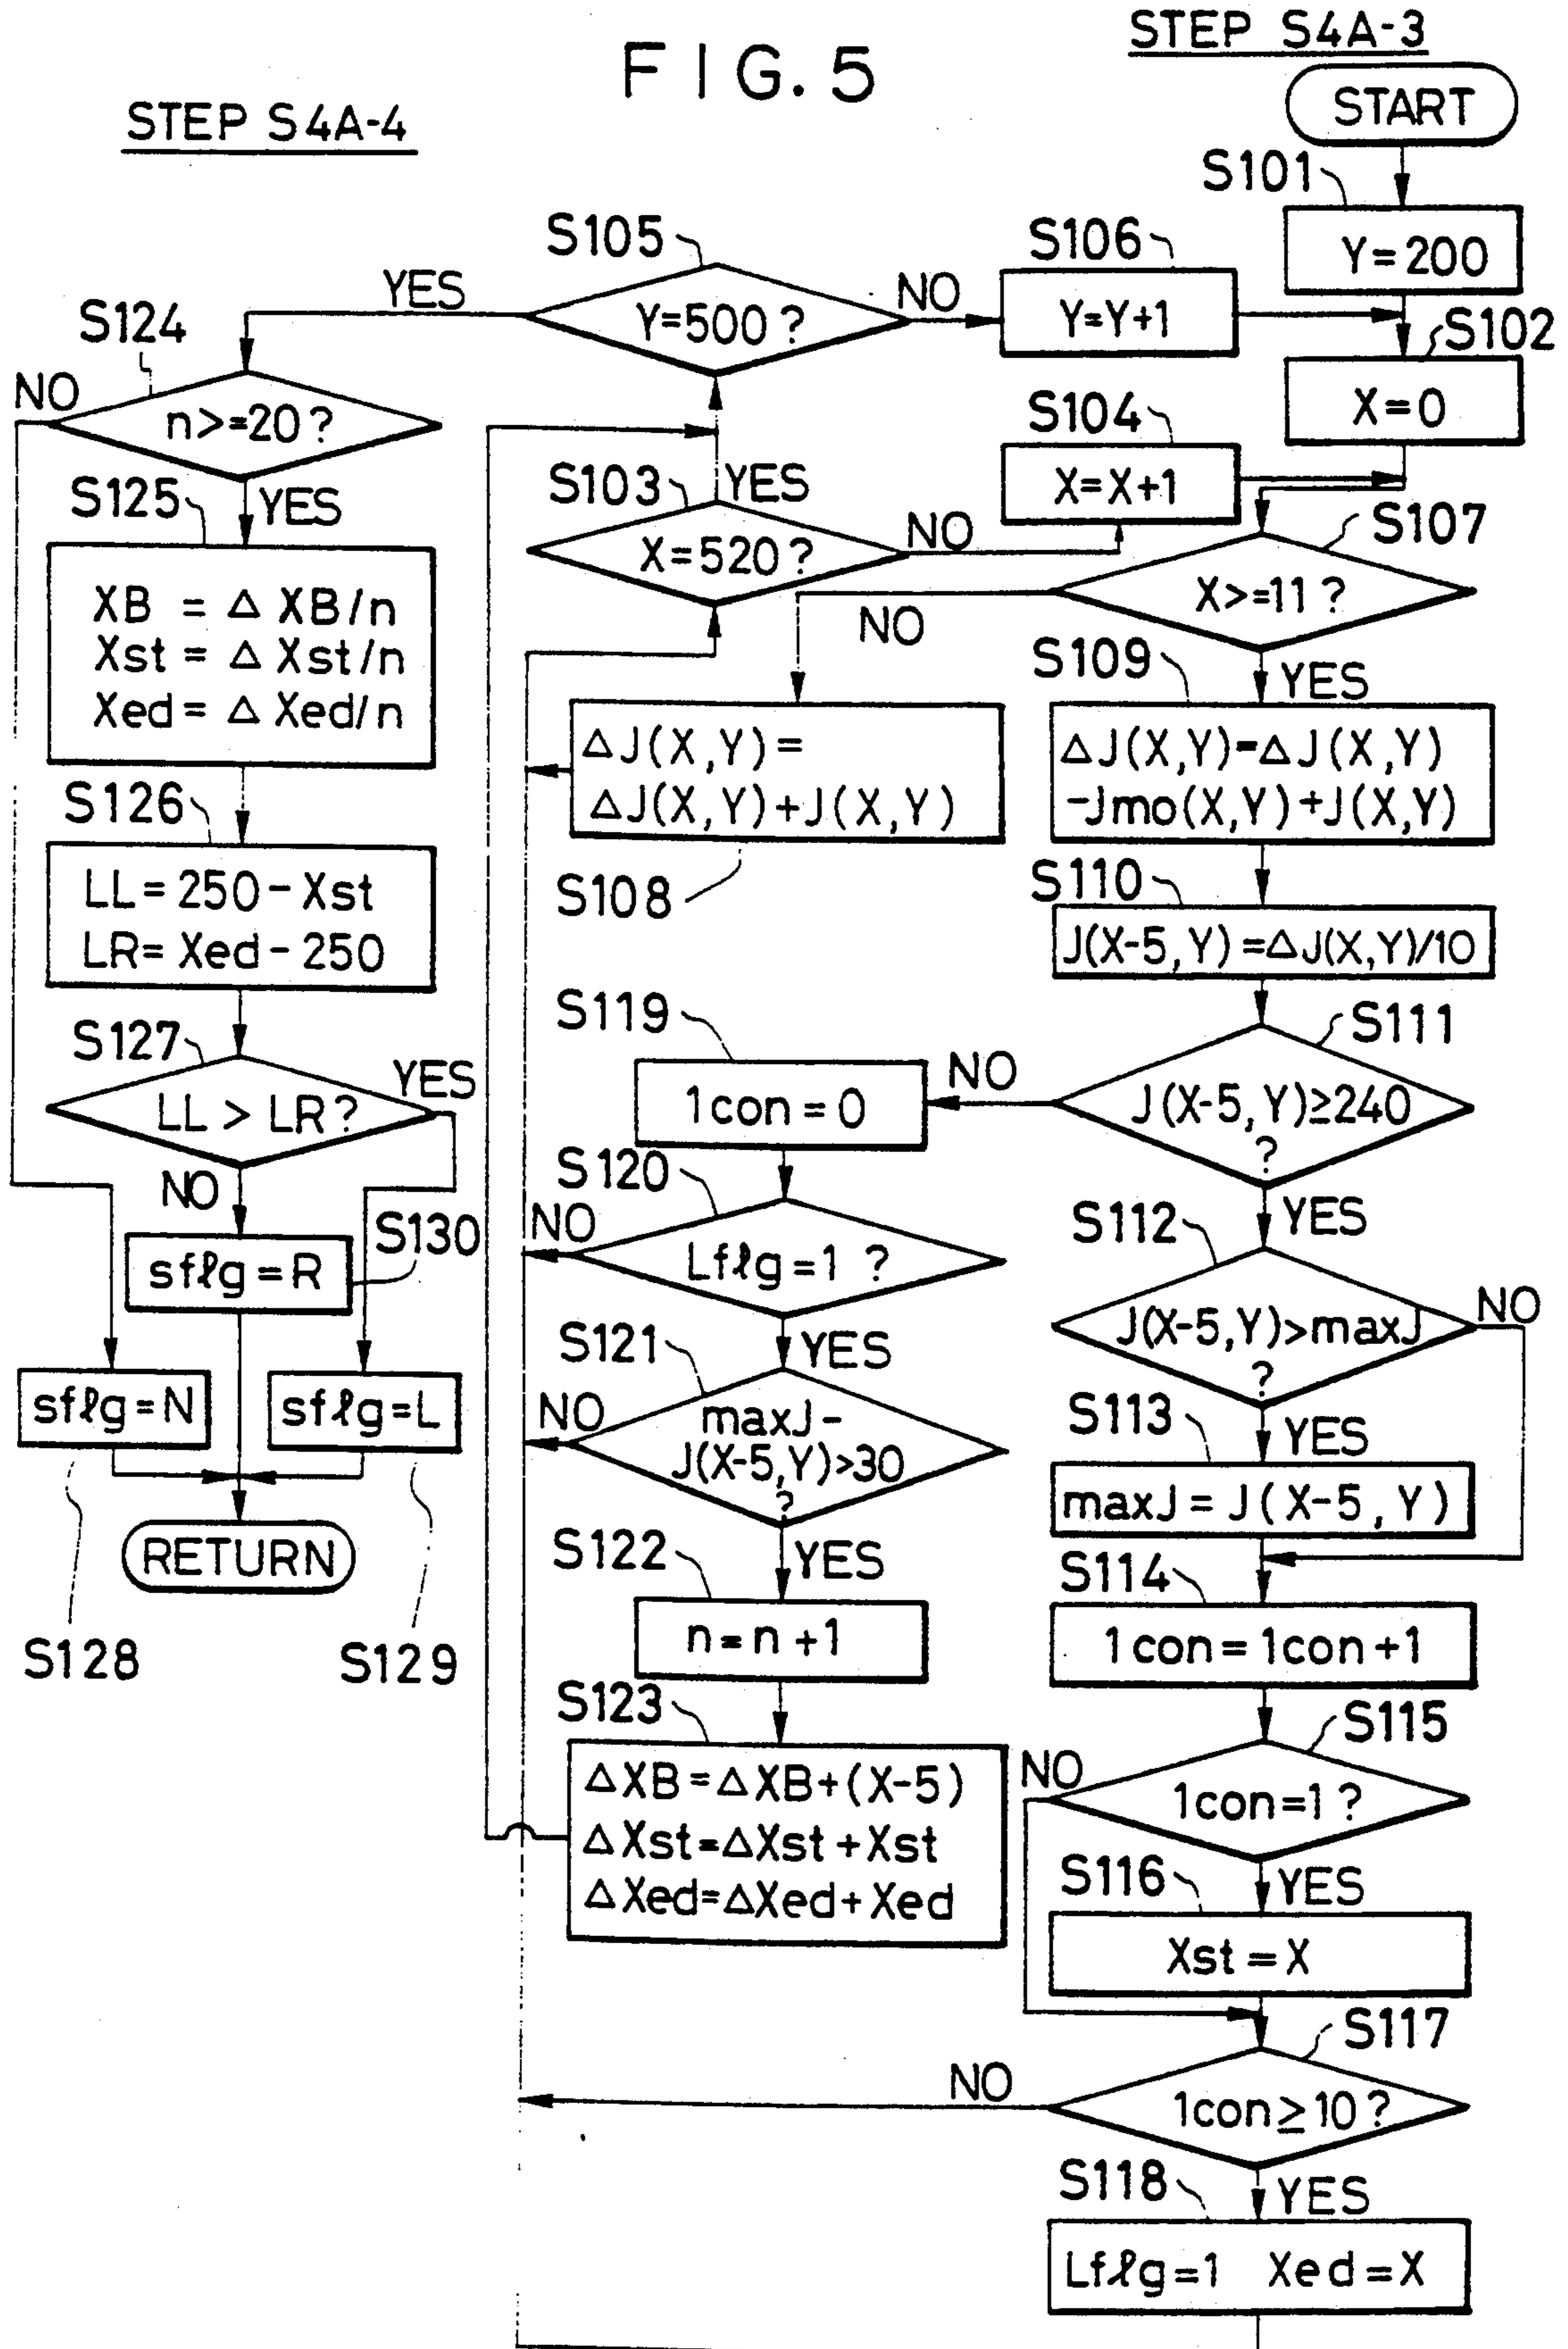 FIG. 5
STEP S4A-3
START
S101
Y=200
S102
X=0
STEP S4A-4
S105
Y=500?
YES
NO
S106
Y=Y+1
S103
X=520?
YES
NO
S104
X=X+1
S107
X>=11?
NO
YES
S108
ΔJ(X,Y)=
ΔJ(X,Y)+J(X,Y)
S109
ΔJ(X,Y)=ΔJ(X,Y)
-Jmo(X,Y)+J(X,Y)
S110
J(X-5,Y)=ΔJ(X,Y)/10
S111
J(X-5,Y)≥240
?
NO
YES
S112
J(X-5,Y)>maxJ
?
NO
YES
S113
maxJ=J(X-5,Y)
S114
1con=1con+1
S115
1con=1?
NO
YES
S116
Xst=X
S117
1con≥10?
NO
YES
S118
Lflg=1 Xed=X
S119
1con=0
S120
Lflg=1 ?
NO
YES
S121
maxJ-
J(X-5,Y)>30
?
NO
YES
S122
n=n+1
S123
ΔXB=ΔXB+(X-5)
ΔXst=ΔXst+Xst
ΔXed=ΔXed+Xed
S124
n>=20?
NO
YES
S125
XB = Δ XB/n
Xst = Δ Xst/n
Xed = Δ Xed/n
S126
LL=250-Xst
LR=Xed-250
S127
LL > LR?
YES
NO
S130
sflg=R
sflg=N
sflg=L
RETURN
S128
S129